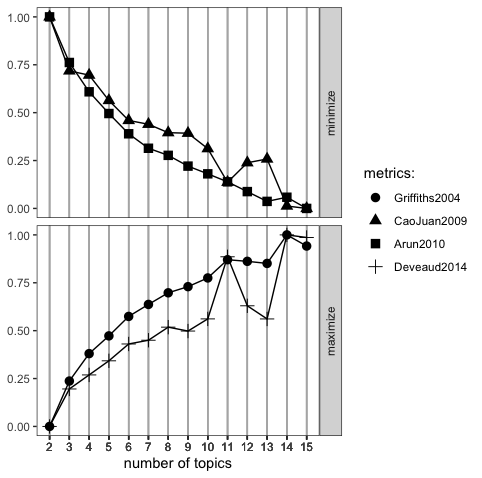 1.00
0.75
0.50
0.25
0.00
minimize
1.00
0.75
0.50
0.25
0.00
maximize
2 3 4 5 6 7 8 9 10 11 12 13 14 15
number of topics
metrics:
Griffiths2004
CaoJuan2009
Arun2010
Deveaud2014